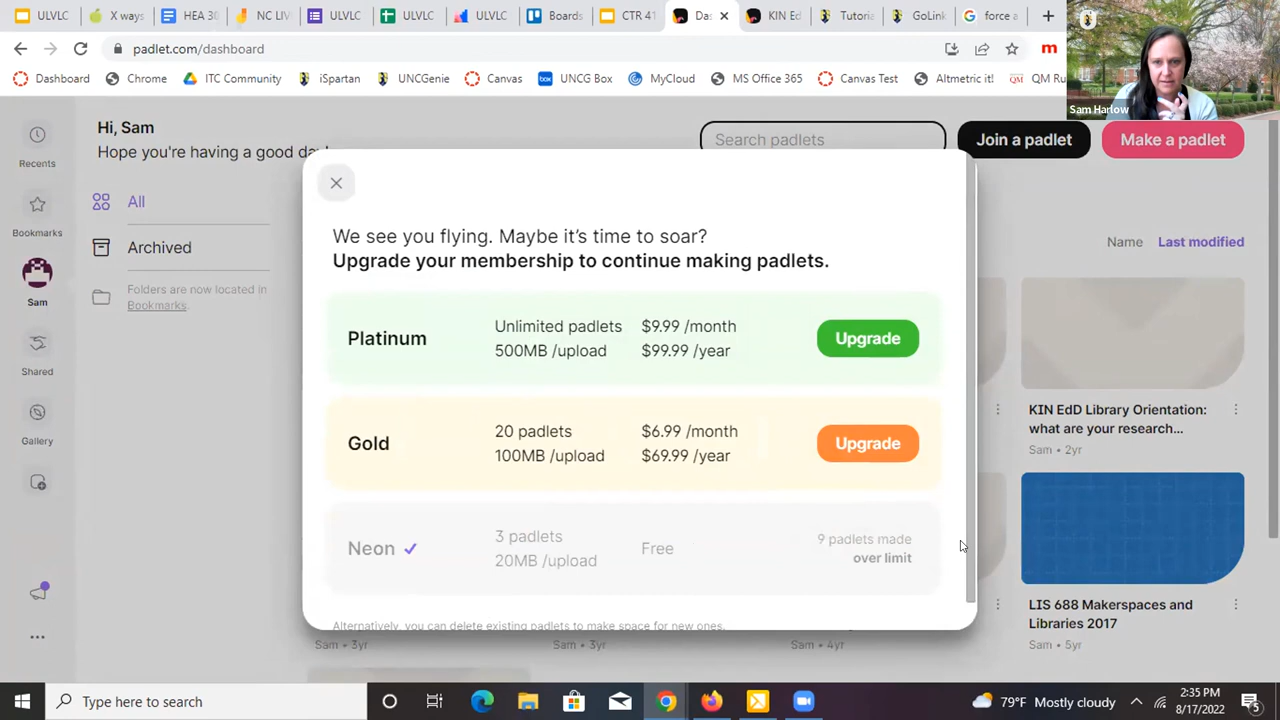 ULVLC
X ways
HEA 30
NC LIV
ULVLC
ULVLC
ULVLC
Boards
CTR 41
Da
KIN Ed
Tutoria
GoLink
force a
padlet.com/dashboard
Dashboard
Chrome
ITC Community
iSpartan
UNCGenie
Canvas
UNCG Box
MyCloud
MS Office 365
Canvas Test
Altmetric it!
QM Ru
Sam Harlow
Hi, Sam
Hope you're having a good day!
Search padlets
Join a padlet
Make a padlet
Recents
Bookmarks
Sam
Shared
Gallery
All
Archived
Folders are now located in
Bookmarks.
Name
Last modified
We see you flying. Maybe it's time to soar?
Upgrade your membership to continue making padlets.
Platinum
Unlimited padlets
500MB /upload
$9.99 /month
$99.99 /year
Upgrade
Gold
20 padlets
100MB /upload
$6.99 /month
$69.99 /year
Upgrade
Neon
3 padlets
20MB /upload
Free
9 padlets made
over limit
Alternatively, you can delete existing padlets to make space for new ones.
KIN EdD Library Orientation:
what are your research...
Sam • 2yr
LIS 688 Makerspaces and
Libraries 2017
Sam • 3yr
Sam • 3yr
Sam • 4yr
Sam • 5yr
Type here to search
79°F Mostly cloudy
2:35 PM
8/17/2022
5